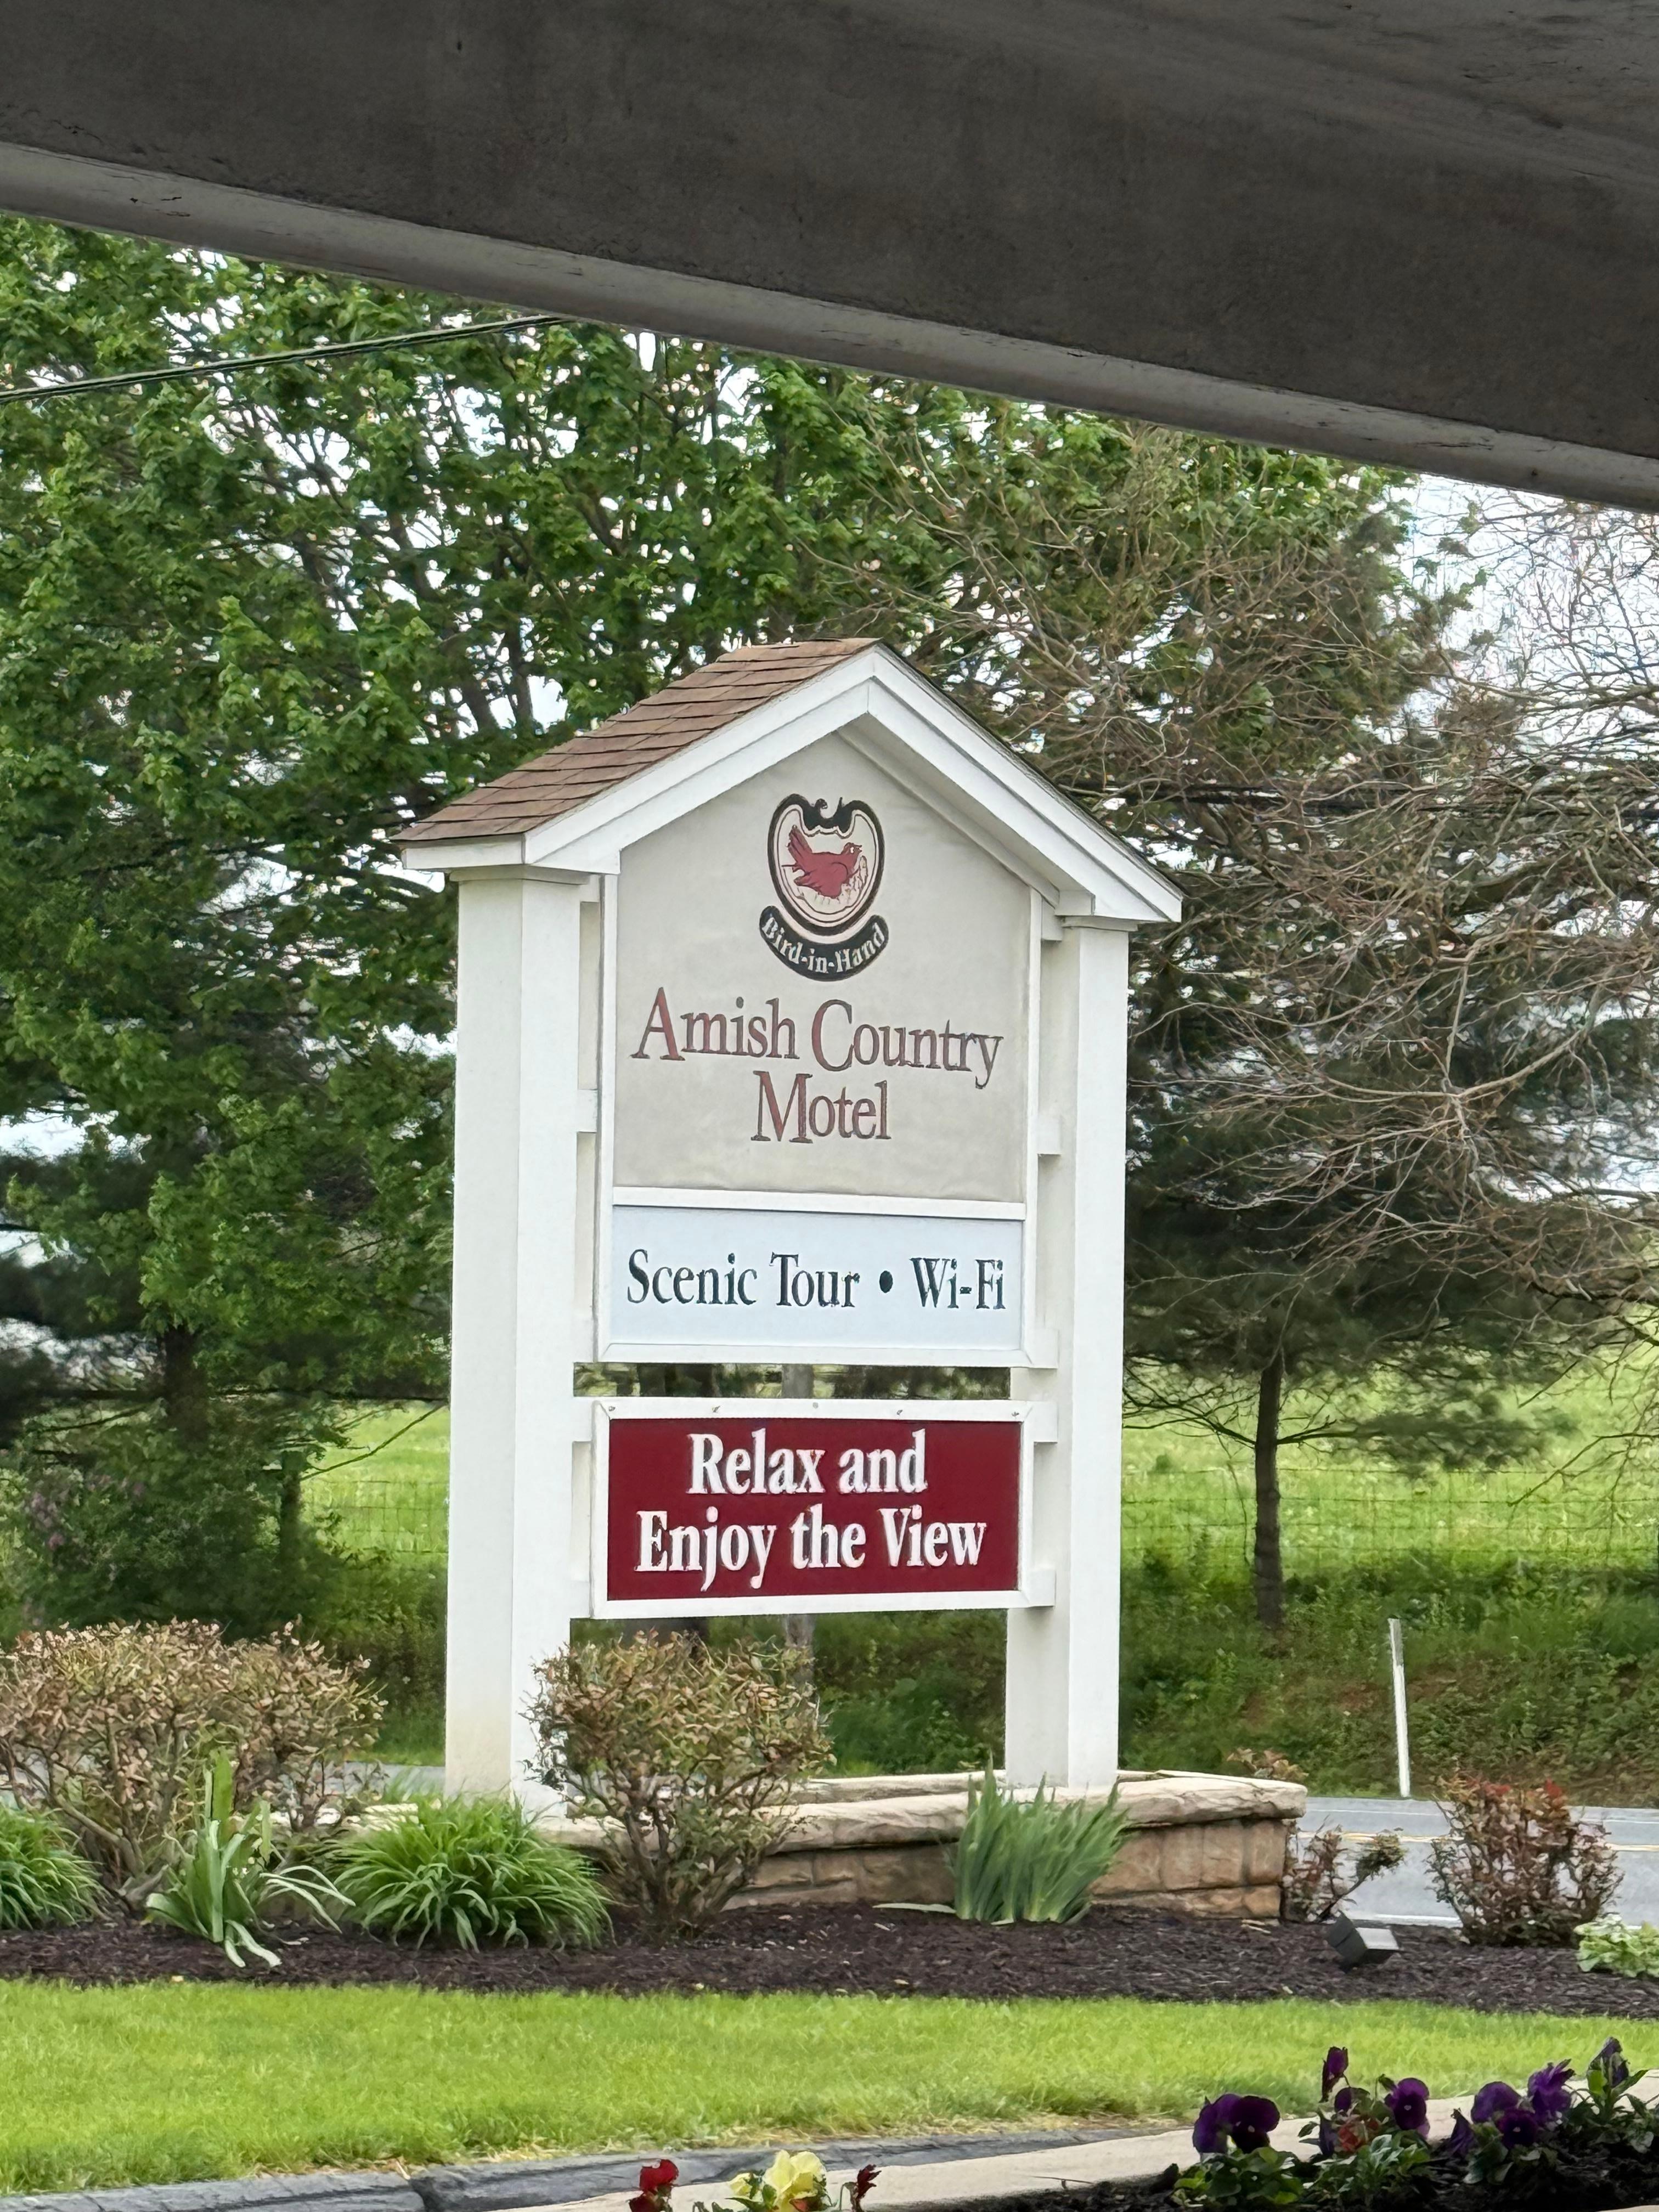 Bird-in-Hand
Amish Country
Motel
Scenic Tour • Wi-Fi
Relax and
Enjoy the View